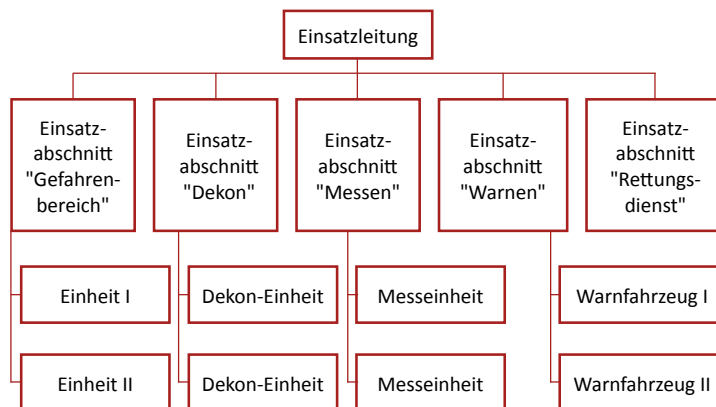 Einsatzleitung
Einsatz-
abschnitt
"Gefahren-
bereich"
Einsatz-
abschnitt
"Dekon"
Einsatz-
abschnitt
"Messen"
Einsatz-
abschnitt
"Warnen"
Einsatz-
abschnitt
"Rettungs-
dienst"
Einheit I
Dekon-Einheit
Messeinheit
Warnfahrzeug I
Einheit II
Dekon-Einheit
Messeinheit
Warnfahrzeug II